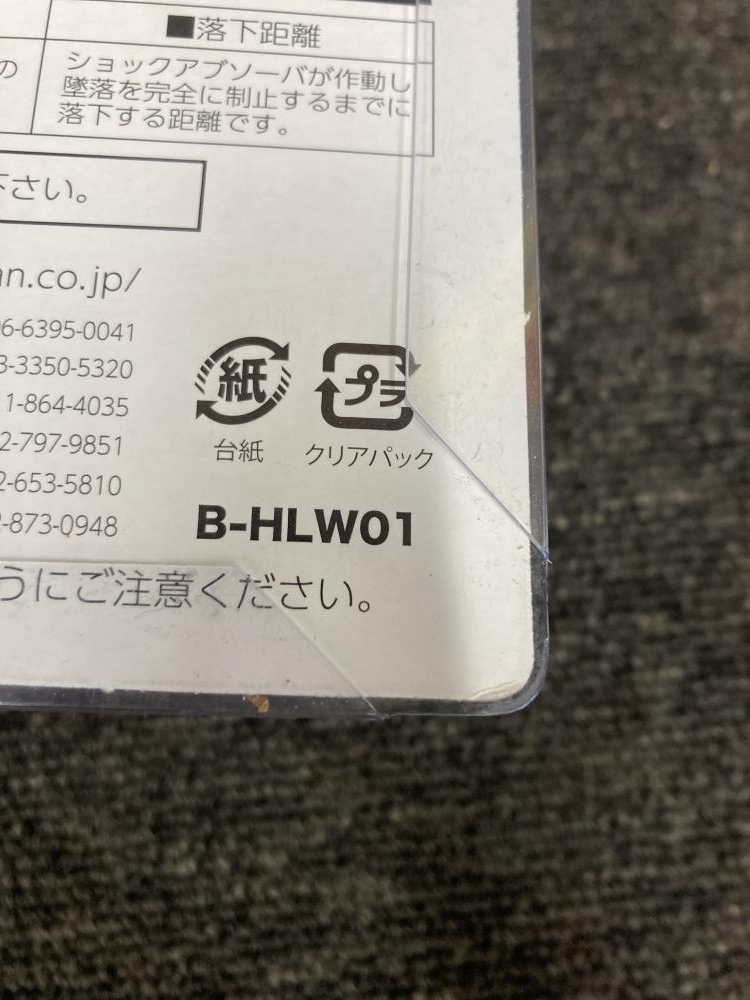 ■落下距離
の
ショックアブソーバが作動し
墜落を完全に制止するまでに
落下する距離です。
下さい。
an.co.jp/
06-6395-0041
3-3350-5320
1-864-4035
2-797-9851
2-653-5810
2-873-0948
紙
プラ
台紙
クリアパック
B-HLW01
うにご注意ください。